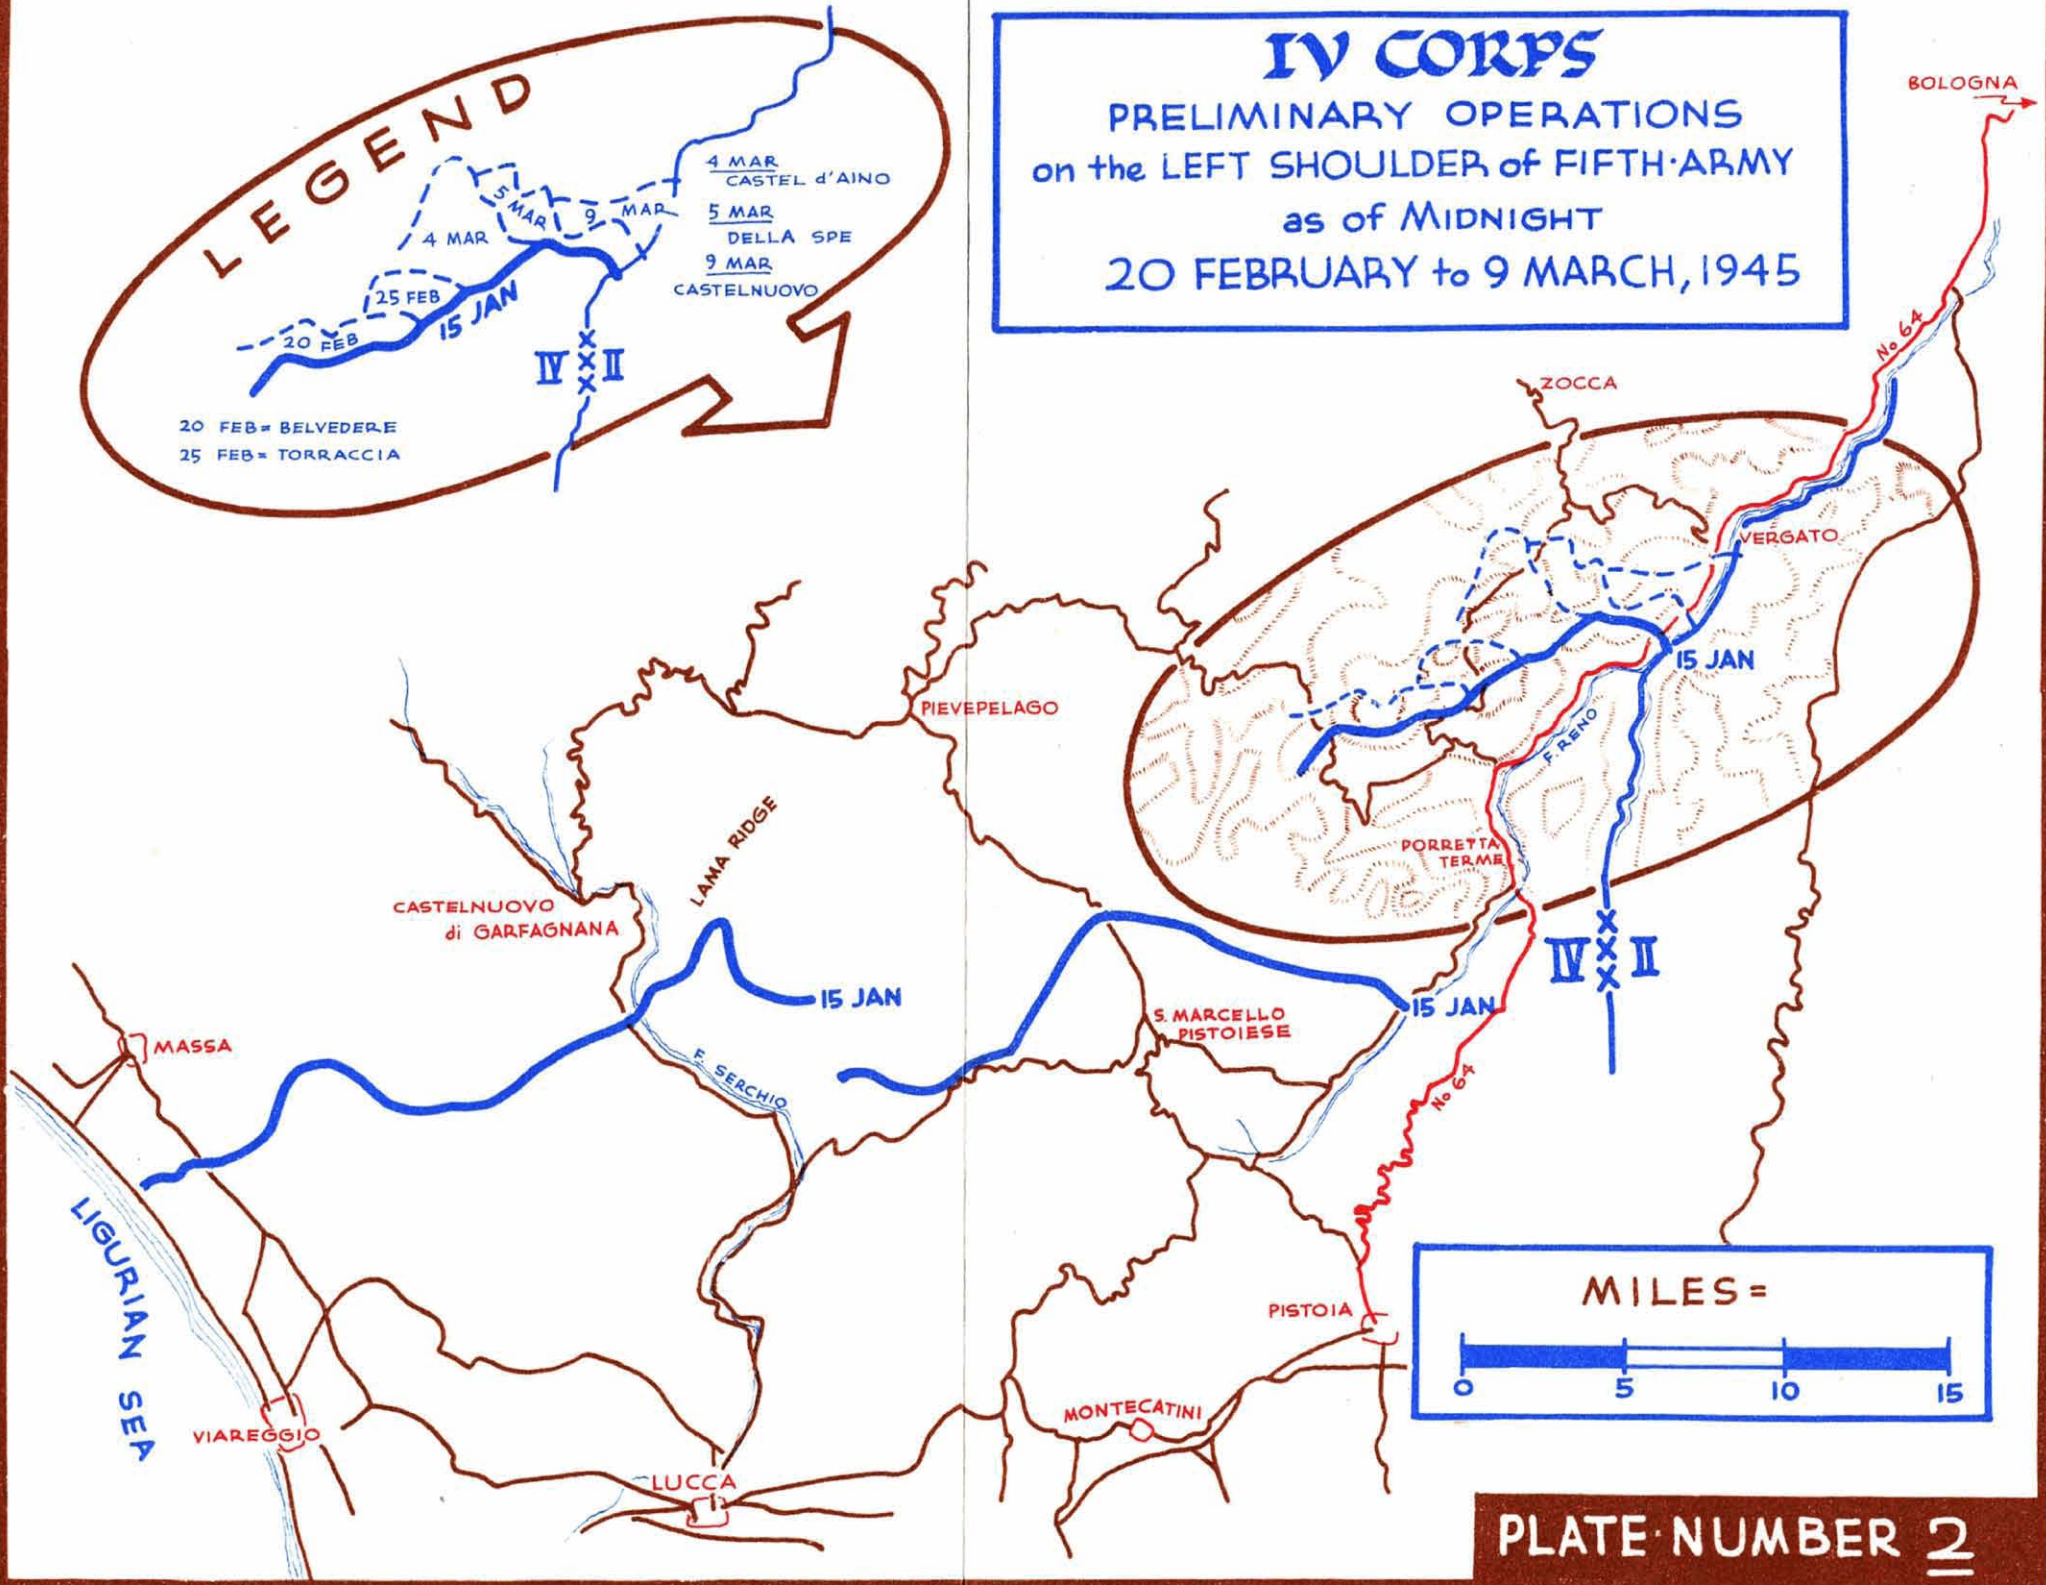 LEGEND
4 MAR
CASTEL d'AINO
5 MAR
DELLA SPE
9 MAR
CASTELNUOVO
5 MAR
9 MAR
4 MAR
25 FEB
15 JAN
20 FEB
IV XXX II
20 FEB = BELVEDERE
25 FEB = TORRACCIA
IV CORPS
PRELIMINARY OPERATIONS
on the LEFT SHOULDER of FIFTH·ARMY
as of MIDNIGHT
20 FEBRUARY to 9 MARCH, 1945
BOLOGNA
No 64
ZOCCA
VERGATO
15 JAN
F. RENO
PIEVEPELAGO
LAMA RIDGE
PORRETTA
TERME
CASTELNUOVO
di GARFAGNANA
IV XXX II
15 JAN
15 JAN
S. MARCELLO
PISTOIESE
MASSA
F. SERCHIO
No 64
LIGURIAN SEA
PISTOIA
MILES =
0 5 10 15
MONTECATINI
VIAREGGIO
LUCCA
PLATE·NUMBER 2